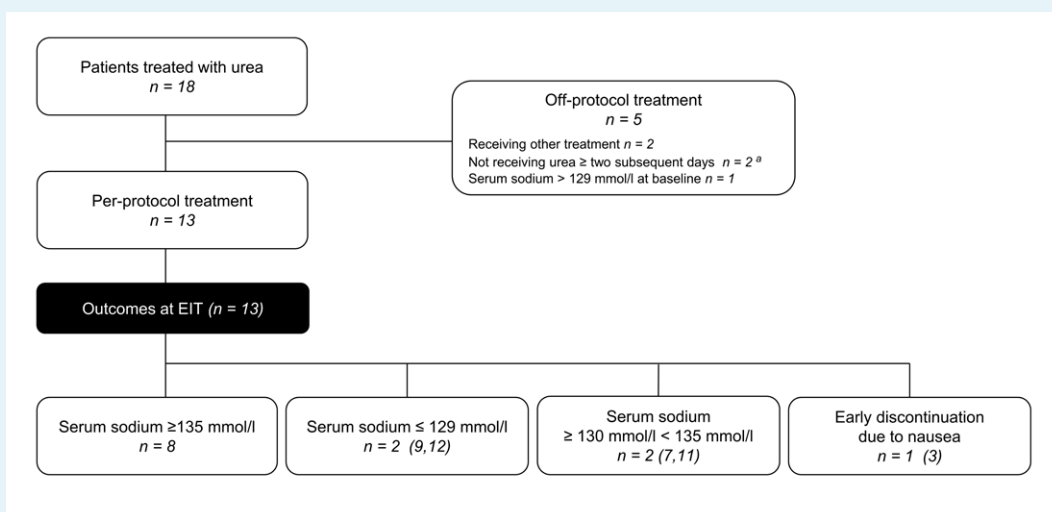 Patients treated with urea
n = 18
Off-protocol treatment
n = 5
Receiving other treatment n = 2
Not receiving urea ≥ two subsequent days n = 2 a
Serum sodium > 129 mmol/l at baseline n = 1
Per-protocol treatment
n = 13
Outcomes at EIT (n = 13)
Serum sodium ≥135 mmol/l
n = 8
Serum sodium ≤ 129 mmol/l
n = 2 (9,12)
Serum sodium
≥ 130 mmol/l < 135 mmol/l
n = 2 (7,11)
Early discontinuation
due to nausea
n = 1 (3)